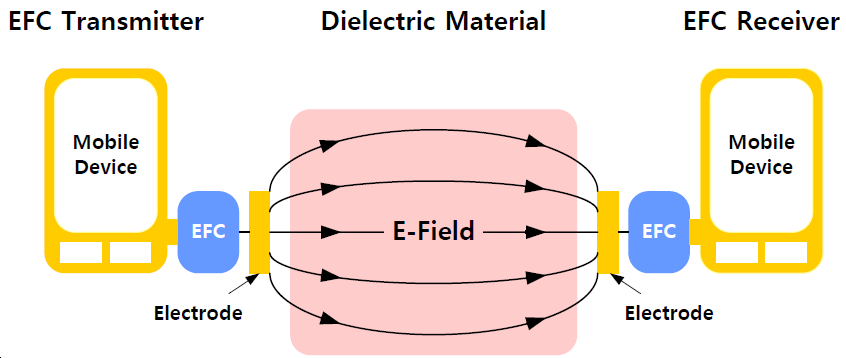 EFC Transmitter
Dielectric Material
EFC Receiver
Mobile
Device
Mobile
Device
EFC
E-Field
EFC
Electrode
Electrode